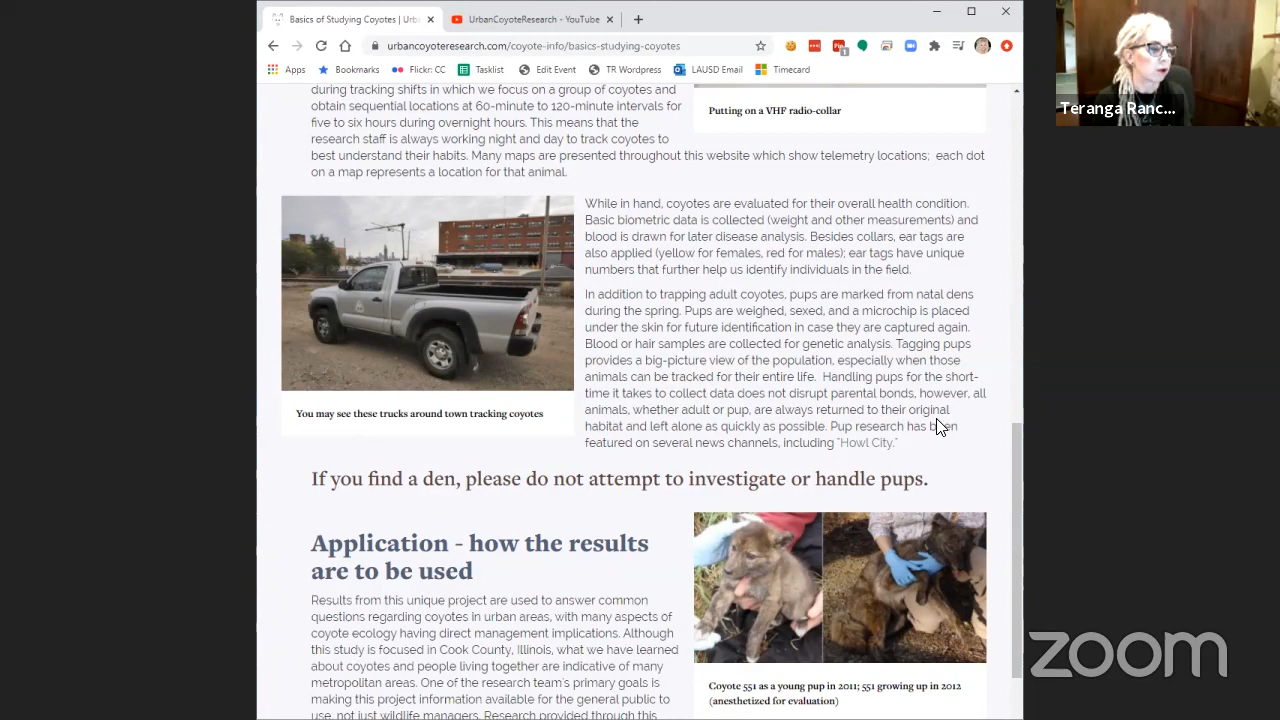 Basics of Studying Coyotes | Urb
UrbanCoyoteResearch - YouTube
urbancoyoteresearch.com/coyote-info/basics-studying-coyotes
1
Apps
Bookmarks
Flickr: CC
Tasklist
Edit Event
TR Wordpress
LAUSD Email
Timecard
Teranga Ranc...
during tracking shifts in which we focus on a group of coyotes and
obtain sequential locations at 60-minute to 120-minute intervals for
five to six hours during overnight hours. This means that the
research staff is always working night and day to track coyotes to
best understand their habits. Many maps are presented throughout this website which show telemetry locations; each dot
on a map represents a location for that animal.
Putting on a VHF radio-collar
While in hand, coyotes are evaluated for their overall health condition.
Basic biometric data is collected (weight and other measurements) and
blood is drawn for later disease analysis. Besides collars, ear tags are
also applied (yellow for females, red for males); ear tags have unique
numbers that further help us identify individuals in the field.
In addition to trapping adult coyotes, pups are marked from natal dens
during the spring. Pups are weighed, sexed, and a microchip is placed
under the skin for future identification in case they are captured again.
Blood or hair samples are collected for genetic analysis. Tagging pups
provides a big-picture view of the population, especially when those
animals can be tracked for their entire life. Handling pups for the short-
time it takes to collect data does not disrupt parental bonds, however, all
animals, whether adult or pup, are always returned to their original
habitat and left alone as quickly as possible. Pup research has been
featured on several news channels, including "Howl City."
You may see these trucks around town tracking coyotes
If you find a den, please do not attempt to investigate or handle pups.
Application - how the results
are to be used
Results from this unique project are used to answer common
questions regarding coyotes in urban areas, with many aspects of
coyote ecology having direct management implications. Although
this study is focused in Cook County, Illinois, what we have learned
about coyotes and people living together are indicative of many
metropolitan areas. One of the research team's primary goals is
making this project information available for the general public to
use, not just wildlife managers. Research provided through this
Coyote 551 as a young pup in 2011; 551 growing up in 2012
(anesthetized for evaluation)
zoom